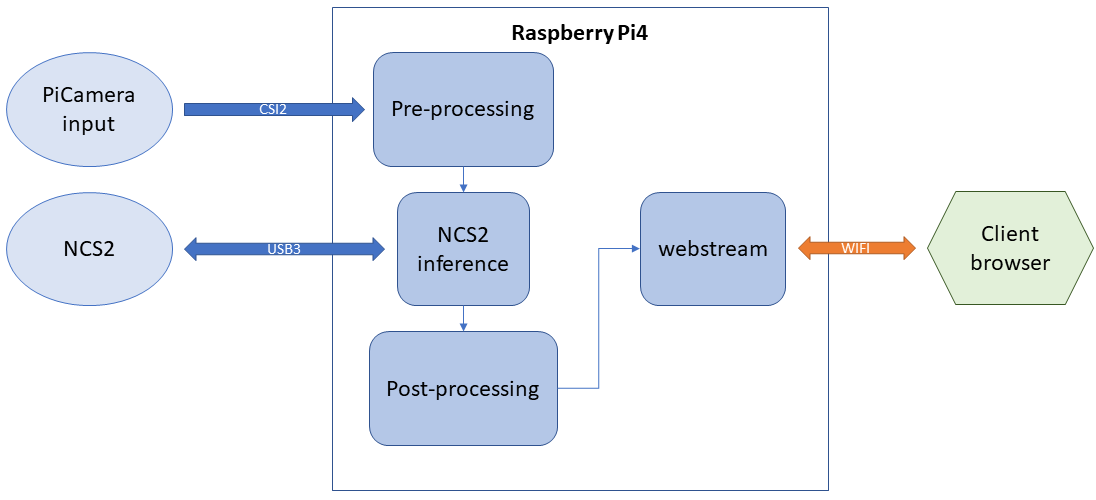 Raspberry Pi4
PiCamera
input
CSI2
Pre-processing
NCS2
USB3
NCS2
inference
webstream
WIFI
Client
browser
Post-processing